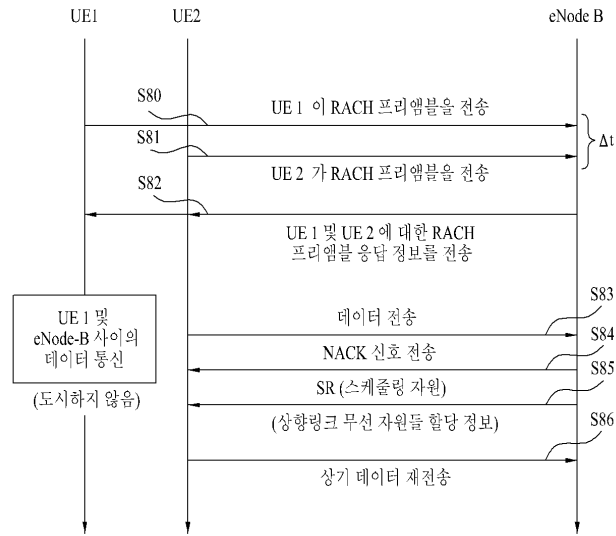 UE1
UE2
eNode B
S80
UE 1 이 RACH 프리앰블을 전송
S81
Δt
UE 2 가 RACH 프리앰블을 전송
S82
UE 1 및 UE 2 에 대한 RACH
프리앰블 응답 정보를 전송
UE 1 및
eNode-B 사이의
데이터 통신
(도시하지 않음)
S83
데이터 전송
S84
NACK 신호 전송
S85
SR (스케줄링 자원)
(상향링크 무선 자원들 할당 정보)
S86
상기 데이터 재전송